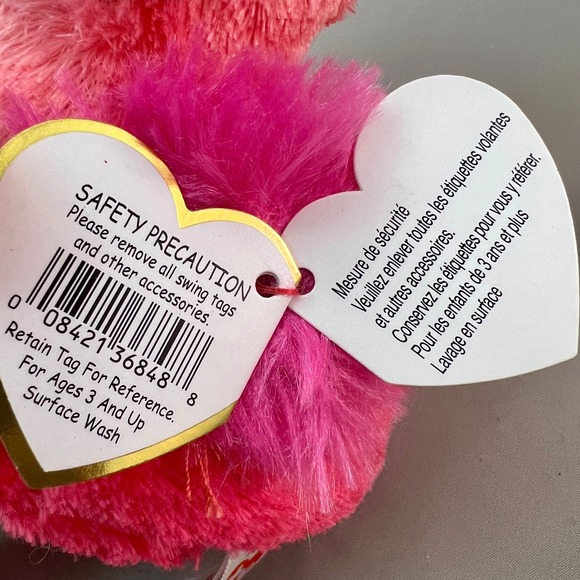 SAFETY PRECAUTION
Please remove all swing tags
and other accessories.
0 08421 36848 8
Retain Tag For Reference.
For Ages 3 And Up
Surface Wash
Mesure de sécurité
Veuillez enlever toutes les étiquettes volantes
et autres accessoires.
Conservez les étiquettes pour vous y référer.
Pour les enfants de 3 ans et plus
Lavage en surface